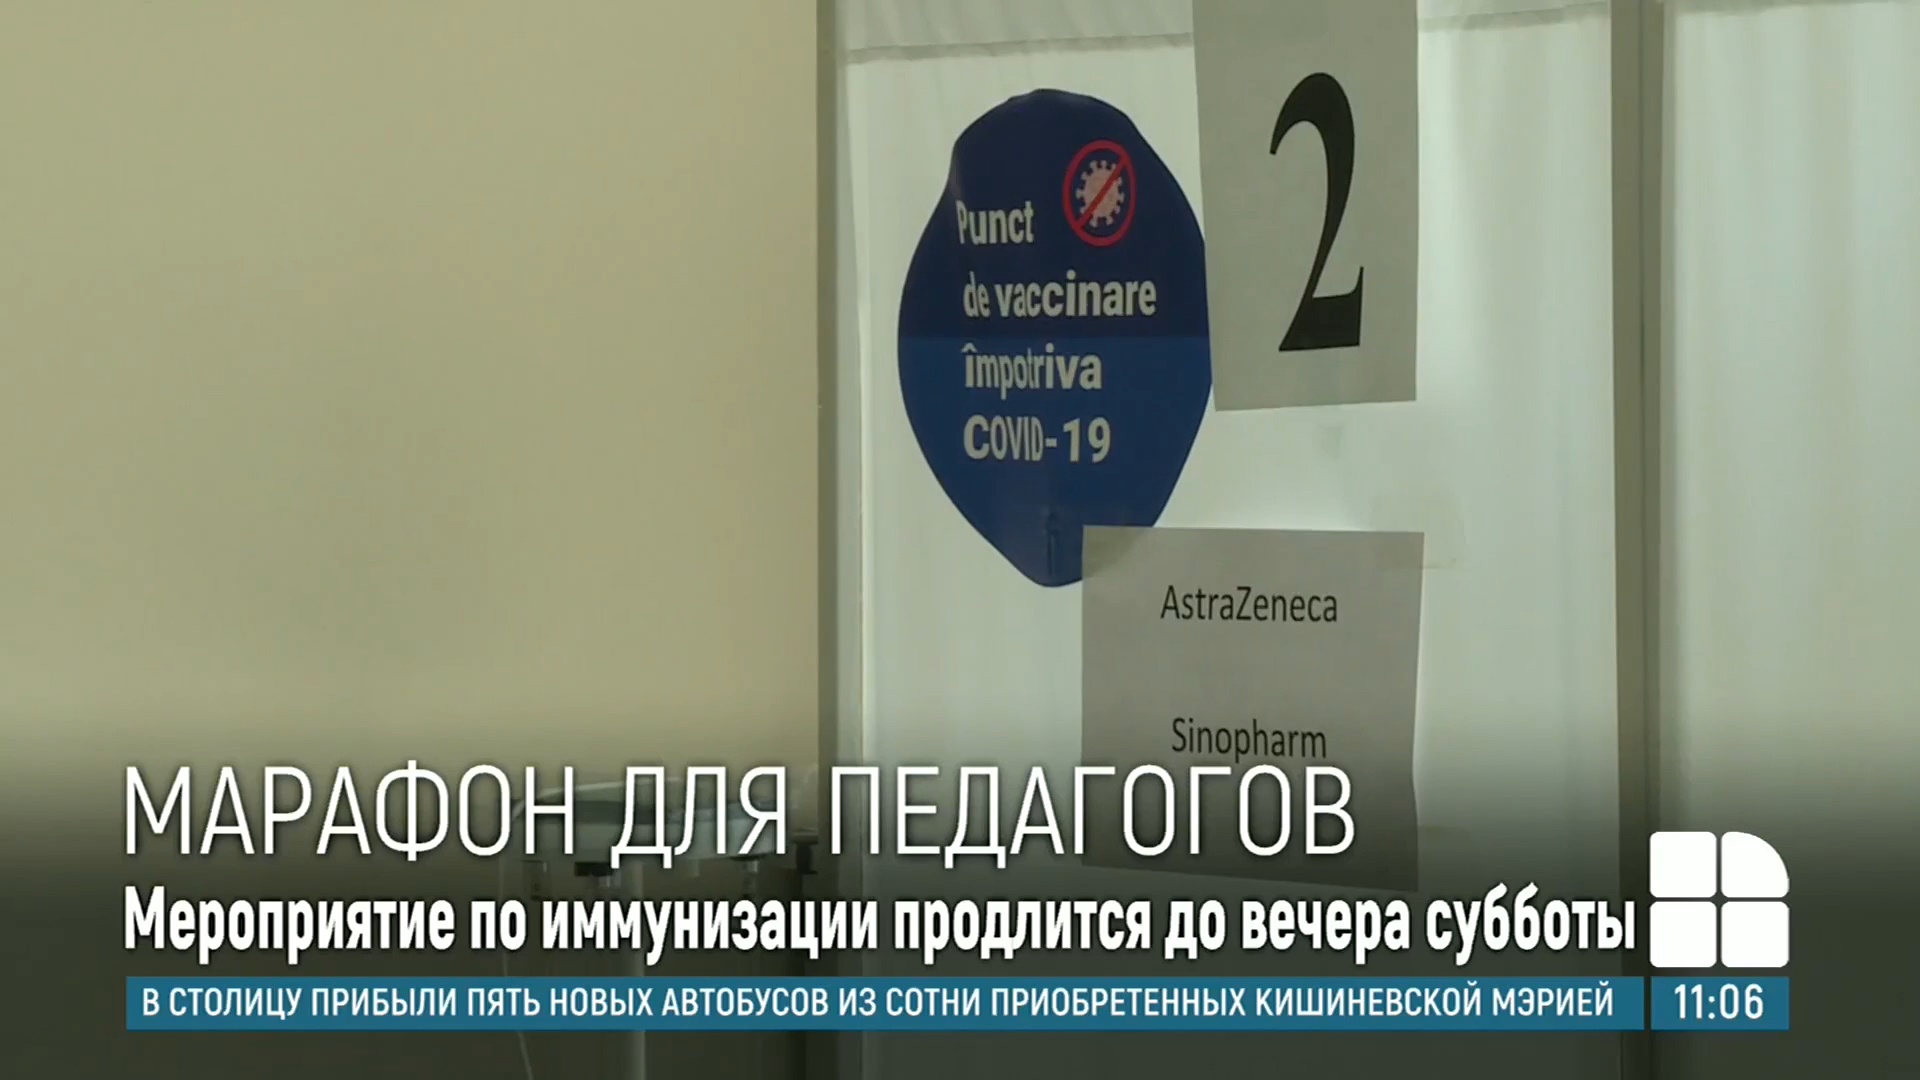 2
Punct
de vaccinare
împotriva
COVID-19
AstraZeneca
Sinopharm
МАРАФОН ДЛЯ ПЕДАГОГОВ
Мероприятие по иммунизации продлится до вечера субботы
В СТОЛИЦУ ПРИБЫЛИ ПЯТЬ НОВЫХ АВТОБУСОВ ИЗ СОТНИ ПРИОБРЕТЕННЫХ КИШИНЕВСКОЙ МЭРИЕЙ
11:06